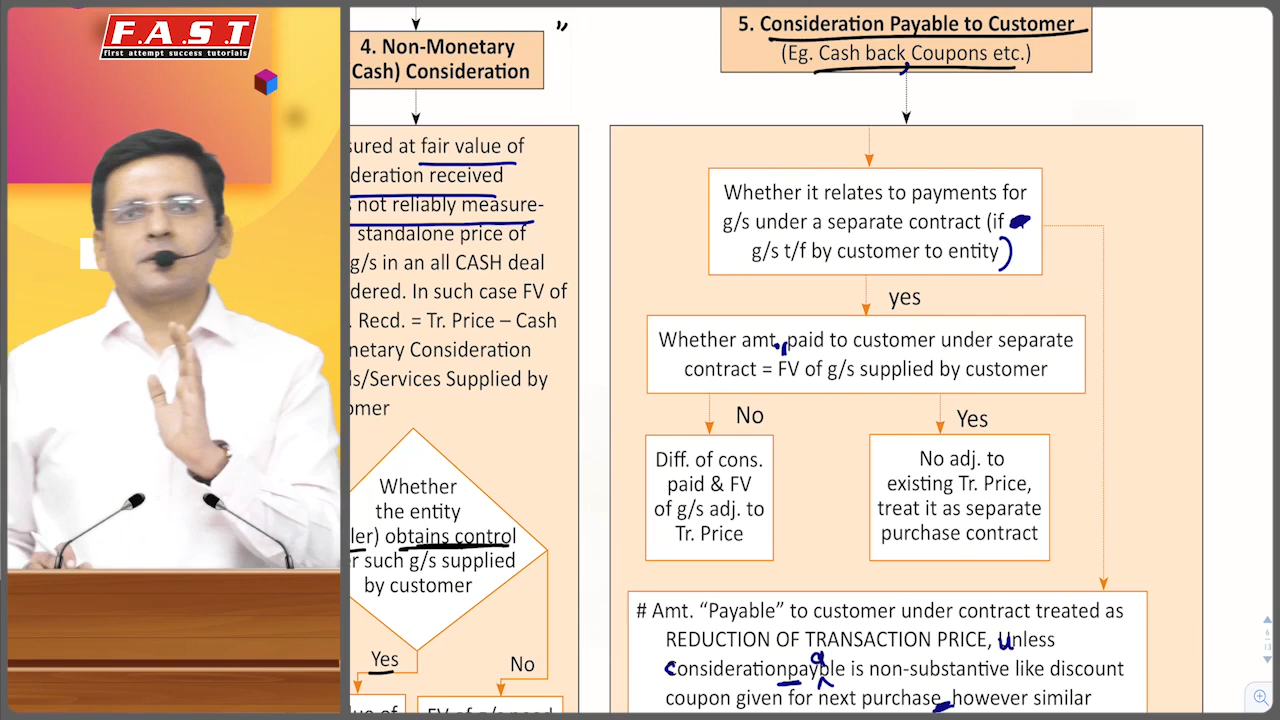 F.A.S.T
first attempt success tutorials
4. Non-Monetary
Cash) Consideration
sured at fair value of
deration received
s not reliably measure-
standalone price of
g/s in an all CASH deal
dered. In such case FV of
. Recd. = Tr. Price – Cash
netary Consideration
ds/Services Supplied by
omer
Whether
the entity
ler) obtains control
er such g/s supplied
by customer
Yes
No
5. Consideration Payable to Customer
(Eg. Cash back, Coupons etc.)
Whether it relates to payments for
g/s under a separate contract (if
g/s t/f by customer to entity)
yes
Whether amt. paid to customer under separate
contract = FV of g/s supplied by customer
No
Yes
Diff. of cons.
paid & FV
of g/s adj. to
Tr. Price
No adj. to
existing Tr. Price,
treat it as separate
purchase contract
# Amt. “Payable” to customer under contract treated as
REDUCTION OF TRANSACTION PRICE, Unless
Consideration payable is non-substantive like discount
coupon given for next purchase, however similar